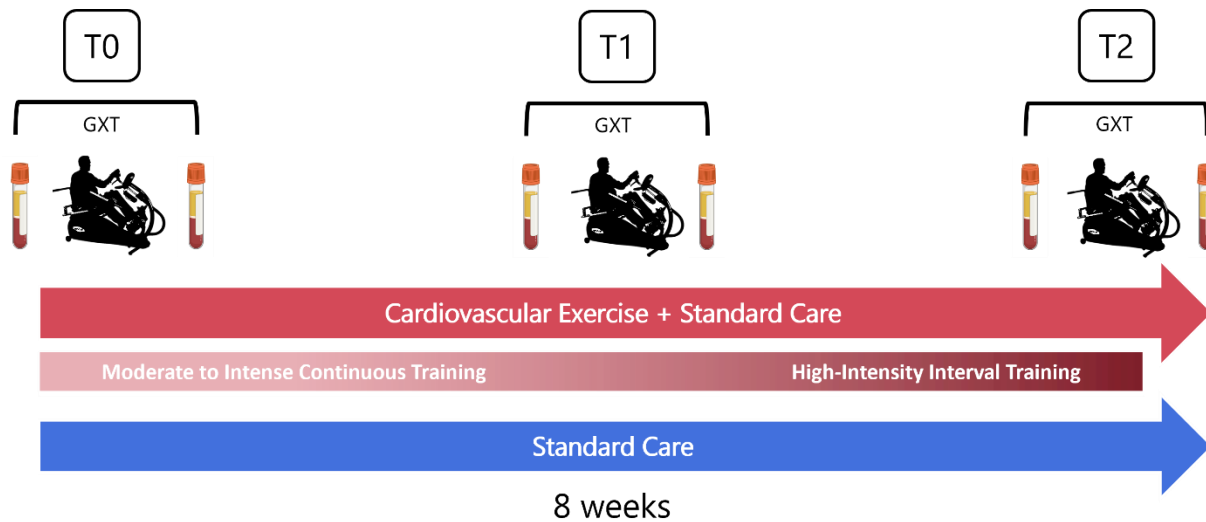 T0
T1
T2
GXT
GXT
GXT
Cardiovascular Exercise + Standard Care
Moderate to Intense Continuous Training
High-Intensity Interval Training
Standard Care
8 weeks